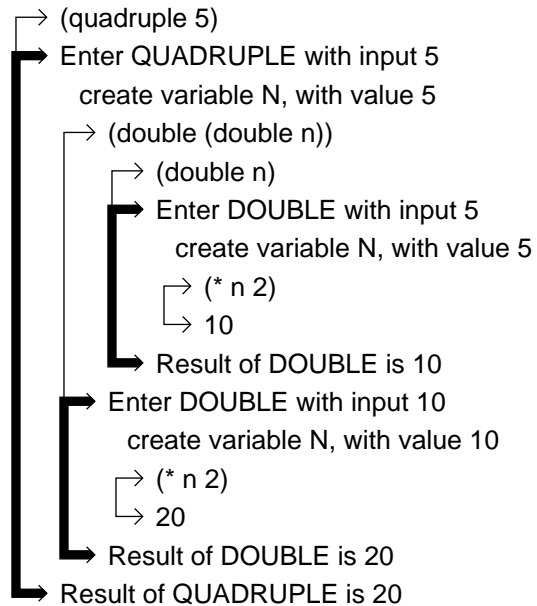 (quadruple 5)
Enter QUADRUPLE with input 5
create variable N, with value 5
(double (double n))
(double n)
Enter DOUBLE with input 5
create variable N, with value 5
(* n 2)
10
Result of DOUBLE is 10
Enter DOUBLE with input 10
create variable N, with value 10
(* n 2)
20
Result of DOUBLE is 20
Result of QUADRUPLE is 20